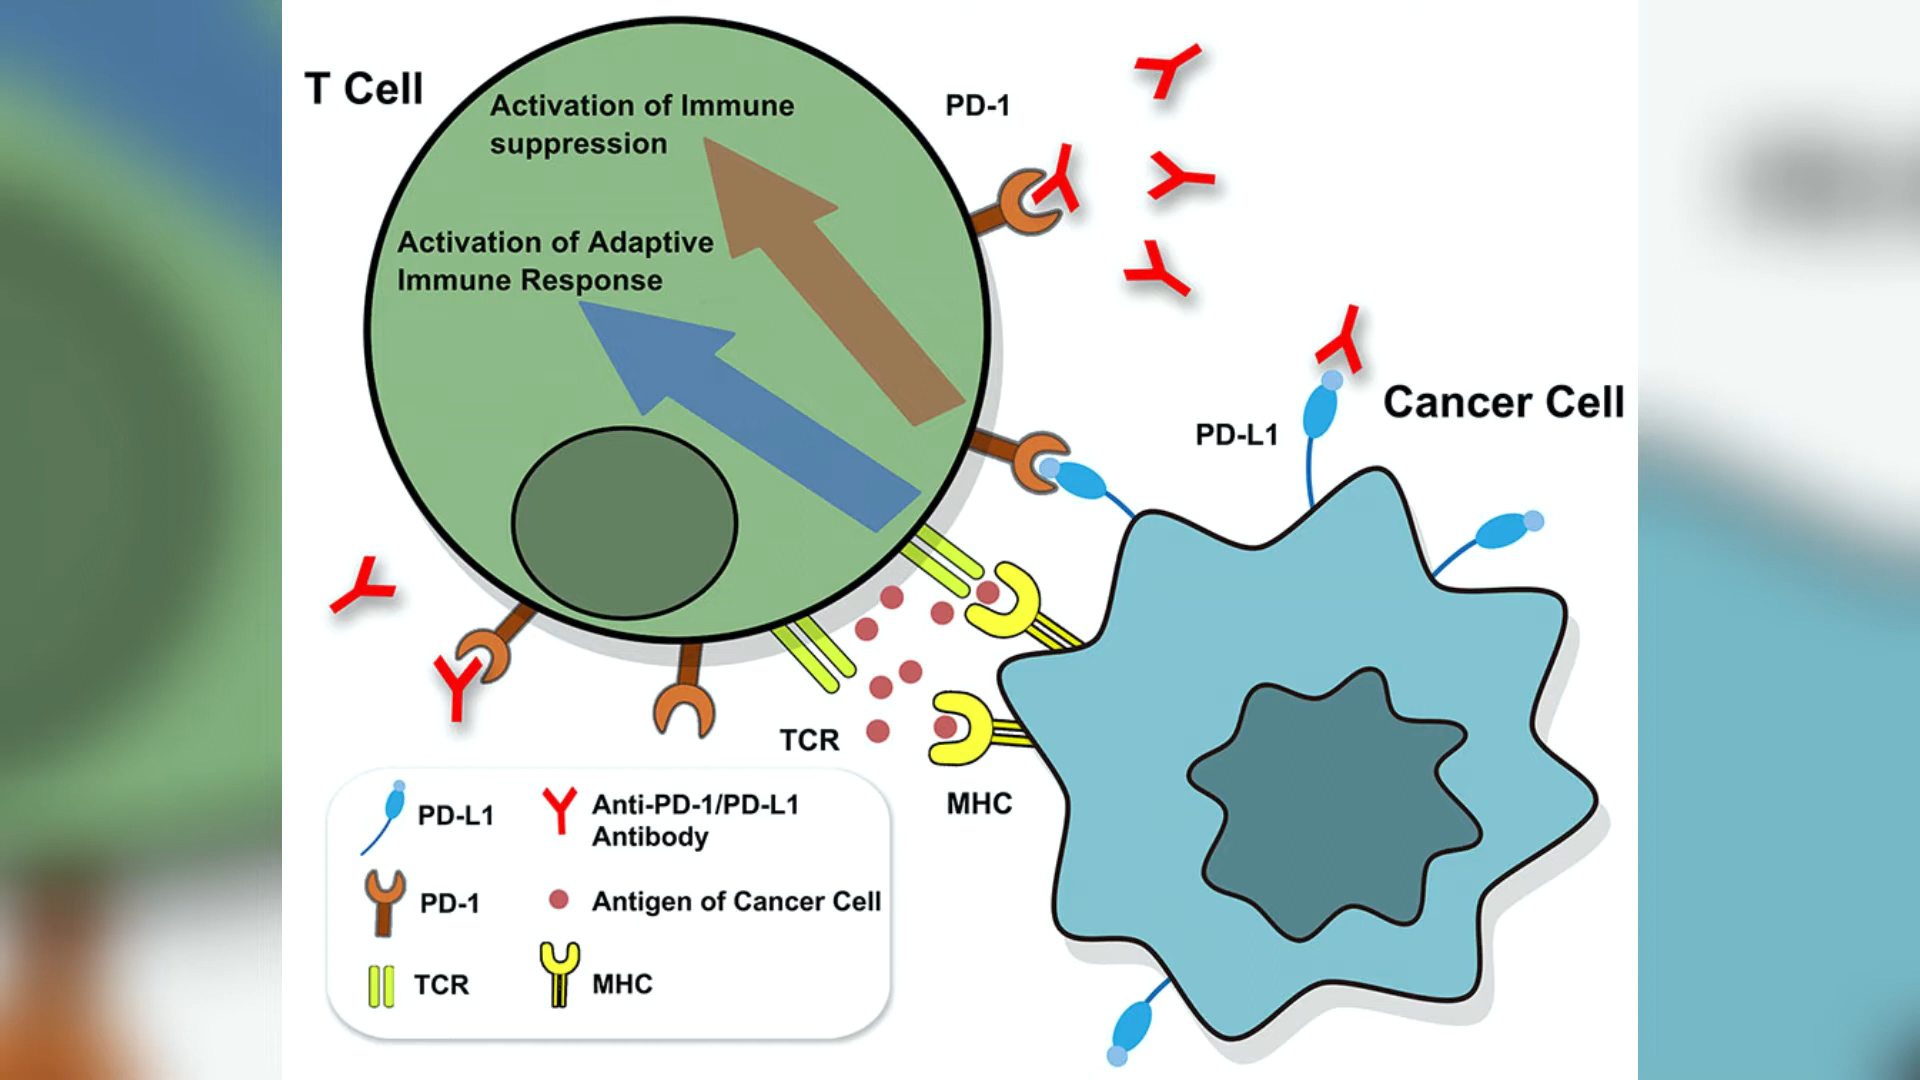 T Cell
Activation of Immune
suppression
Activation of Adaptive
Immune Response
PD-1
Cancer Cell
PD-L1
TCR
MHC
PD-L1
Anti-PD-1/PD-L1
Antibody
PD-1
Antigen of Cancer Cell
TCR
MHC